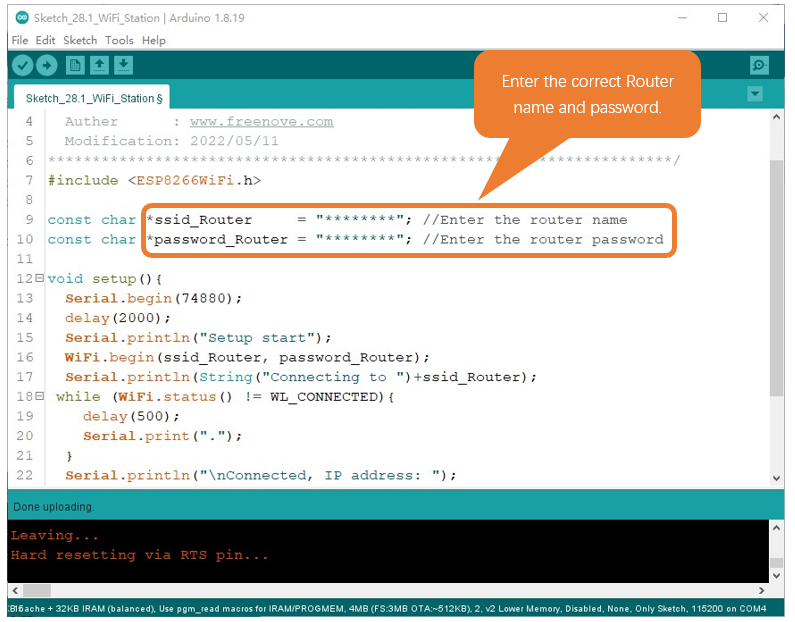 Sketch_28.1_WiFi_Station | Arduino 1.8.19
File Edit Sketch Tools Help
Enter the correct Router
name and password.
Sketch_28.1_WiFi_Station §
4 Auther : www.freenove.com
5 Modification: 2022/05/11
6 **********************************************************************/
7 #include <ESP8266WiFi.h>
8
9 const char *ssid_Router = "********"; //Enter the router name
10 const char *password_Router = "********"; //Enter the router password
11
12 void setup(){
13 Serial.begin(74880);
14 delay(2000);
15 Serial.println("Setup start");
16 WiFi.begin(ssid_Router, password_Router);
17 Serial.println(String("Connecting to ")+ssid_Router);
18 while (WiFi.status() != WL_CONNECTED){
19 delay(500);
20 Serial.print(".");
21 }
22 Serial.println("\nConnected, IP address: ");
Done uploading.
Leaving...
Hard resetting via RTS pin...
+ 32KB IRAM (balanced), Use pgm_read macros for IRAM/PROGMEM, 4MB (FS:3MB OTA:~512KB), 2, v2 Lower Memory, Disabled, None, Only Sketch, 115200 on COM4